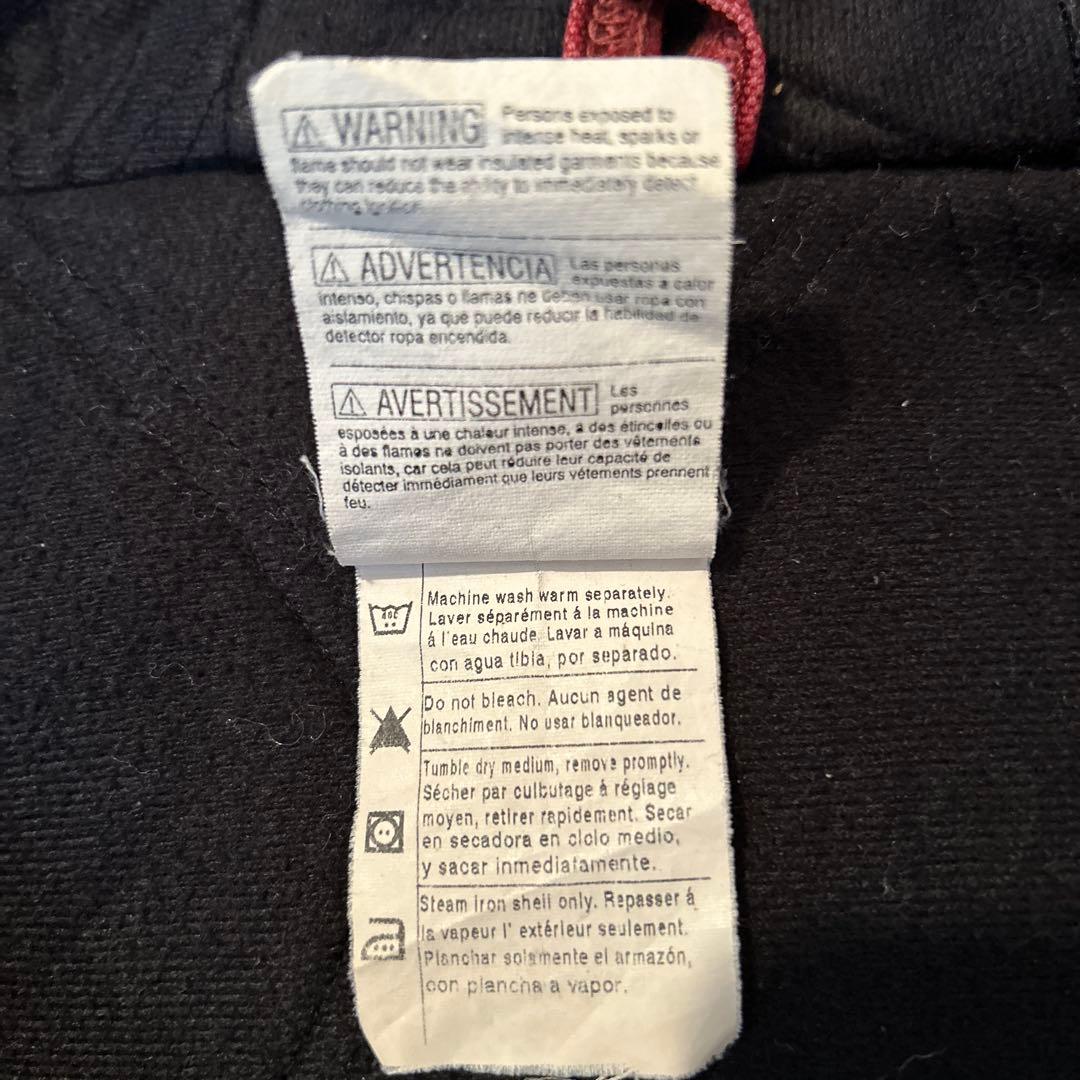 WARNING Persons exposed to
intense heat, sparks or
flame should not wear insulated garments because
they can reduce the ability to immediately detect
clothing ignition.
ADVERTENCIA Las personas
expuestas a calor
intenso, chispas o llamas ne deben usar ropa con
aislamiento, ya que puede reducir la habilidad de
detector ropa encendida.
AVERTISSEMENT Les
personnes
esposées à une chaleur intense, à des étincelles ou
à des flames ne doivent pas porter des vêtements
isolants, car cela peut réduire leur capacité de
détecter immédiament que leurs vétements prennent
feu.
40C
Machine wash warm separately.
Laver séparément á la machine
á l'eau chaude. Lavar a máquina
con agua tibia, por separado.
Do not bleach. Aucun agent de
blanchiment. No usar blanqueador.
Tumble dry medium, remove promptly.
Sécher par culbutage á réglage
moyen, retirer rapidement. Secar
en secadora en ciclo medio,
y sacar inmediatamente.
Steam iron shell only. Repasser á
la vapeur l' extérieur seulement.
Planchar solamente el armazón,
con plancha a vapor.